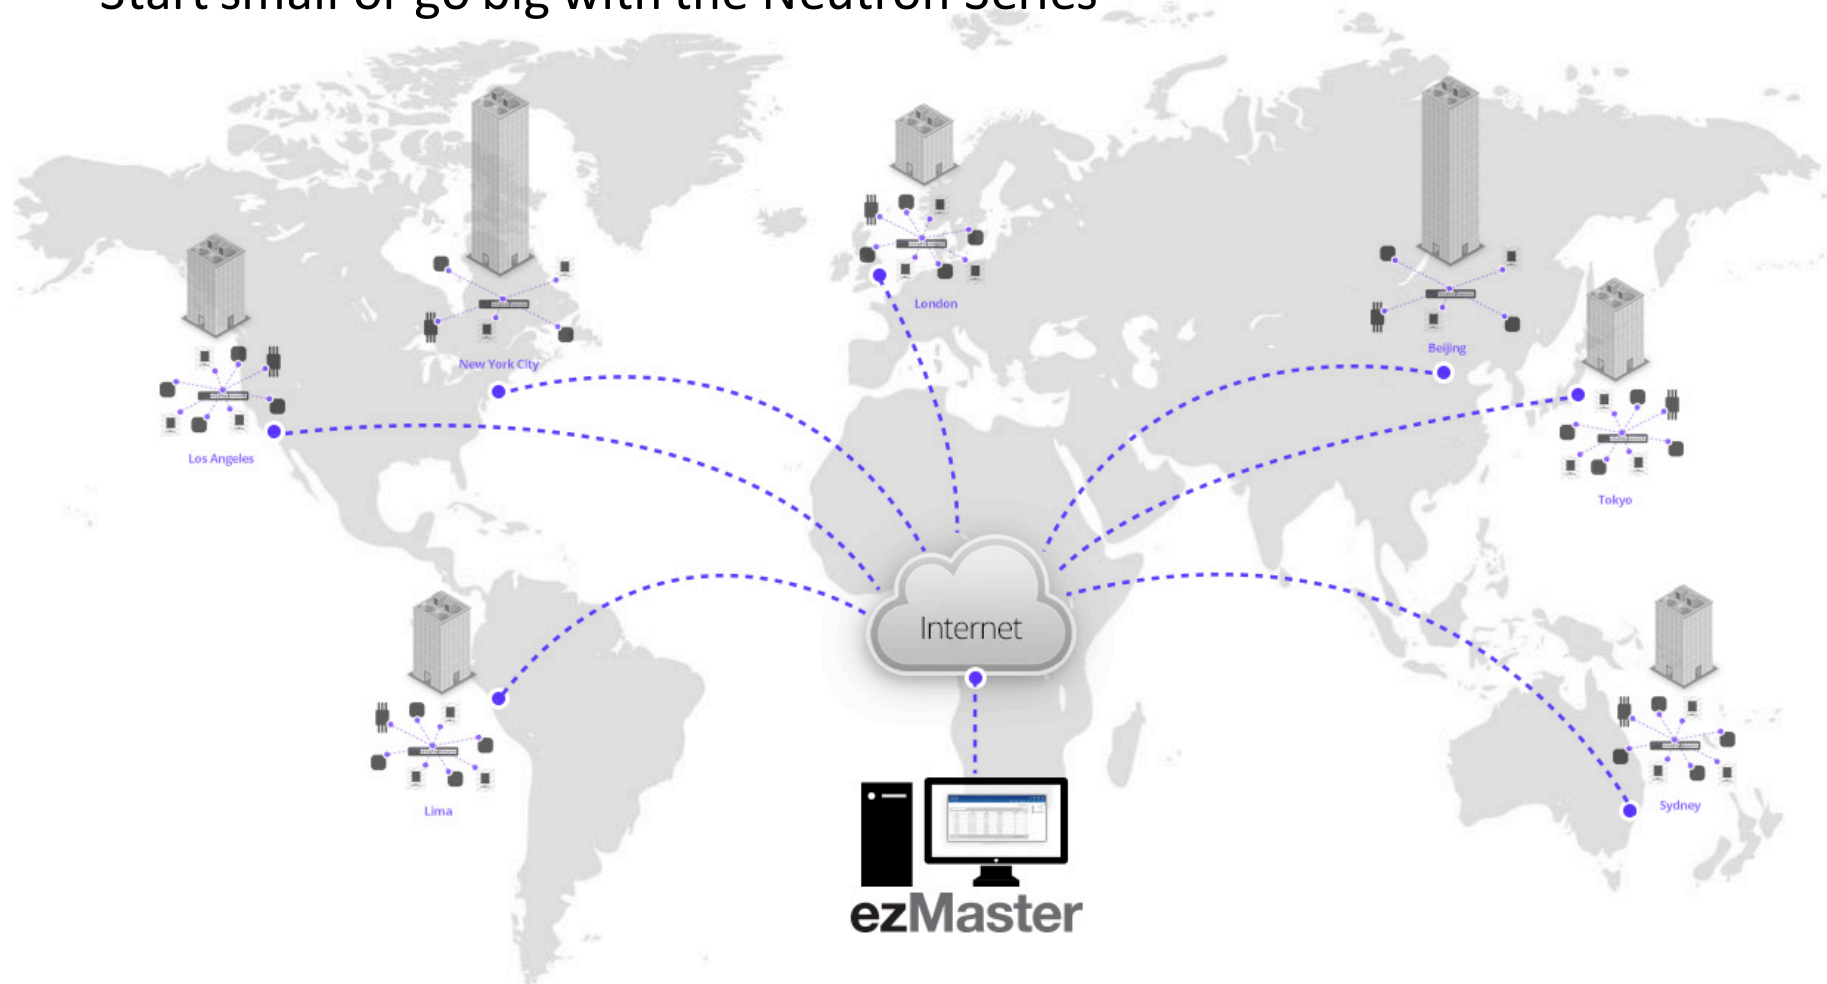 Start small or go big with the Neutron Series
London
New York City
Beijing
Los Angeles
Tokyo
Internet
Lima
Sydney
ezMaster